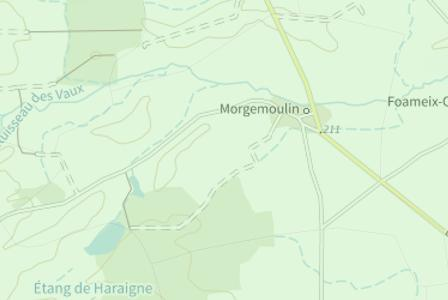 Ruisseau des Vaux
Morgemoulin
Foameix-
211
Étang de Haraigne